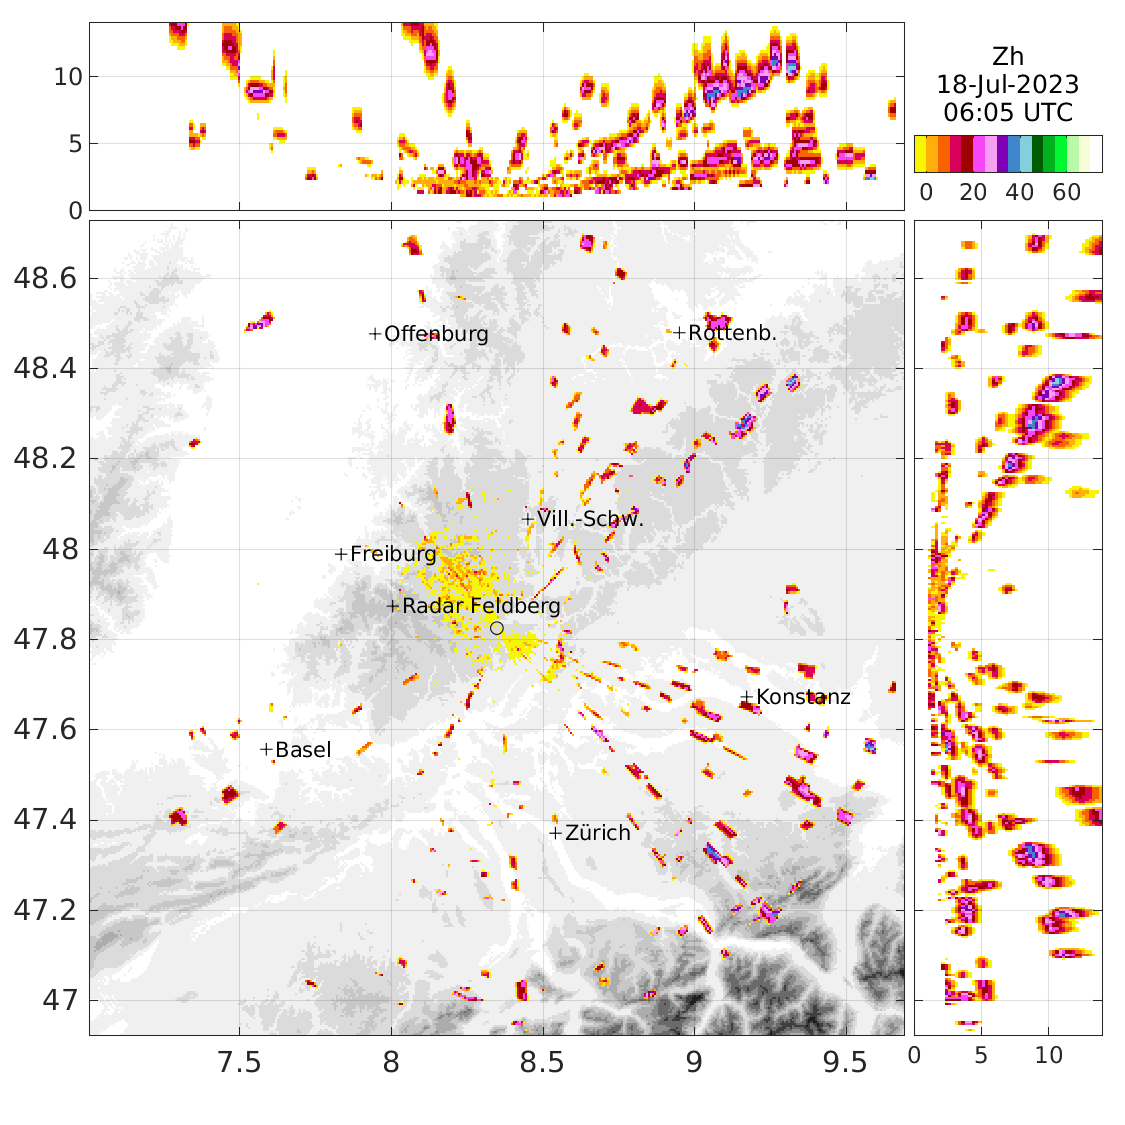 10
5
0
Zh
18-Jul-2023
06:05 UTC
0 20 40 60
48.6
48.4
48.2
48
47.8
47.6
47.4
47.2
47
+Offenburg
+Rottenb.
+Vill.-Schw.
+Freiburg
+Radar Feldberg
+Konstanz
+Basel
+Zürich
7.5 8 8.5 9 9.5
0 5 10